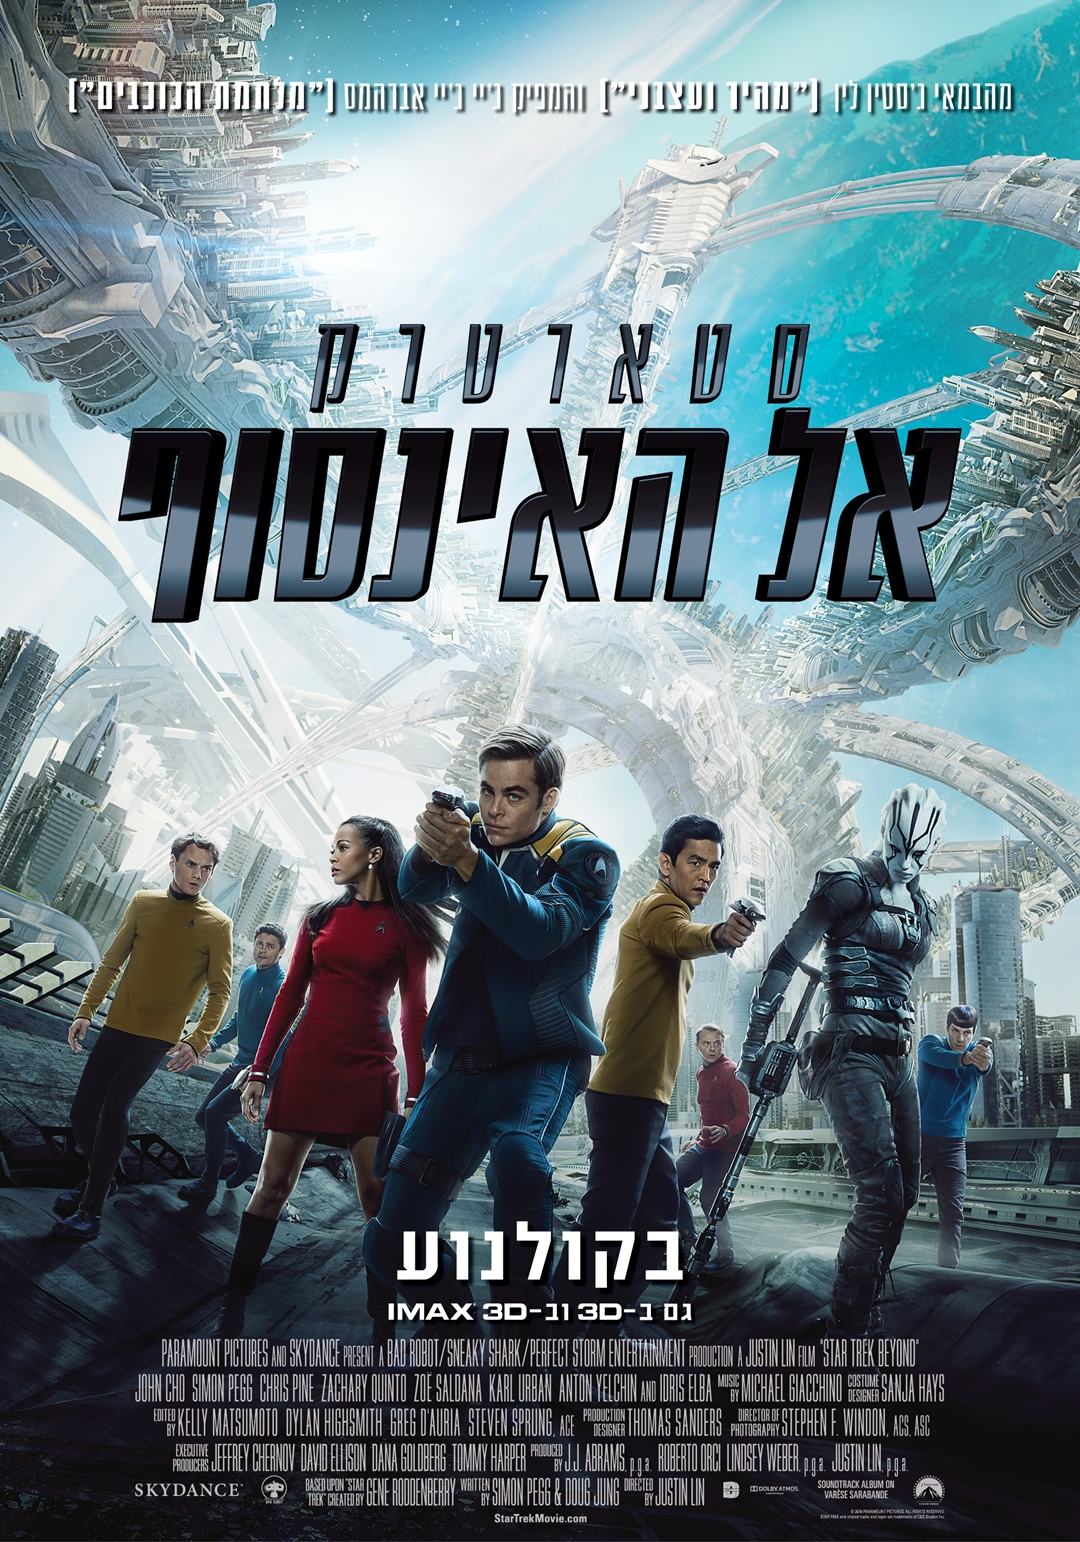 מהבמאי ג'סטין לין ("מהיר ועצבני") והמפיק ג'יי ג'יי אברהמס ("מלחמת הכוכבים")
סטארטרק
אל האינסוף
בקולנוע
גם ב-3D וב-IMAX 3D
PARAMOUNT PICTURES AND SKYDANCE PRESENT A BAD ROBOT/SNEAKY SHARK/PERFECT STORM ENTERTAINMENT PRODUCTION A JUSTIN LIN FILM "STAR TREK BEYOND"
JOHN CHO SIMON PEGG CHRIS PINE ZACHARY QUINTO ZOE SALDANA KARL URBAN ANTON YELCHIN AND IDRIS ELBA MUSIC BY MICHAEL GIACCHINO COSTUME DESIGNER SANJA HAYS
EDITED BY KELLY MATSUMOTO DYLAN HIGHSMITH GREG D'AURIA STEVEN SPRUNG, ACE PRODUCTION DESIGNER THOMAS SANDERS DIRECTOR OF PHOTOGRAPHY STEPHEN F. WINDON, ACS, ASC
EXECUTIVE PRODUCERS JEFFREY CHERNOV DAVID ELLISON DANA GOLDBERG TOMMY HARPER PRODUCED BY J.J. ABRAMS, p.g.a. ROBERTO ORCI LINDSEY WEBER, p.g.a. JUSTIN LIN, p.g.a.
SKYDANCE BASED UPON "STAR TREK" CREATED BY GENE RODDENBERRY WRITTEN BY SIMON PEGG & DOUG JUNG DIRECTED BY JUSTIN LIN DOLBY ATMOS SOUNDTRACK ALBUM ON VARÈSE SARABANDE
StarTrekMovie.com